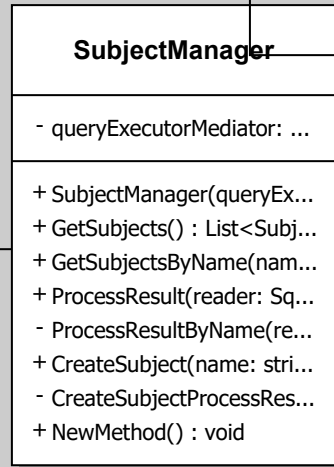 SubjectManager
- queryExecutorMediator: ...
+ SubjectManager(queryEx...
+ GetSubjects() : List<Subj...
+ GetSubjectsByName(nam...
+ ProcessResult(reader: Sq...
- ProcessResultByName(re...
+ CreateSubject(name: stri...
- CreateSubjectProcessRes...
+ NewMethod() : void